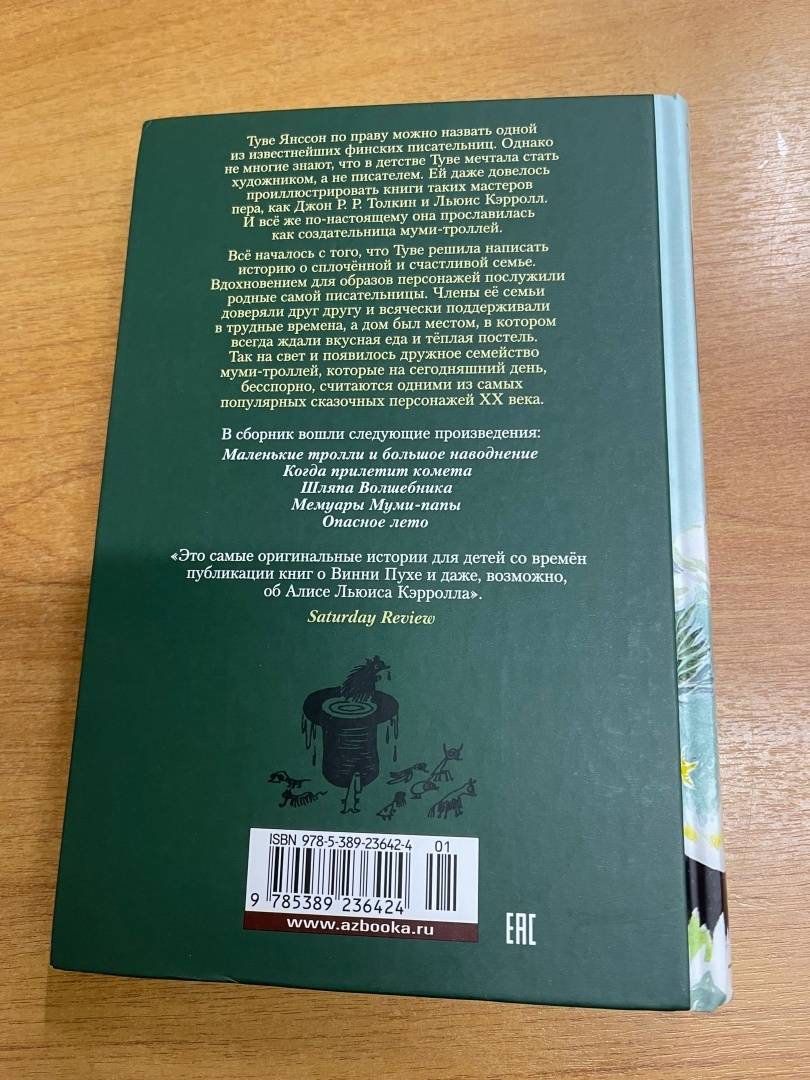 Туве Янссон по праву можно назвать одной
из известнейших финских писательниц. Однако
не многие знают, что в детстве Туве мечтала стать
художником, а не писателем. Ей даже довелось
проиллюстрировать книги таких мастеров
пера, как Джон Р. Р. Толкин и Льюис Кэрролл.
И всё же по-настоящему она прославилась
как создательница муми-троллей.
Всё началось с того, что Туве решила написать
историю о сплочённой и счастливой семье.
Вдохновением для образов персонажей послужили
родные самой писательницы. Члены её семьи
доверяли друг другу и всячески поддерживали
в трудные времена, а дом был местом, в котором
всегда ждали вкусная еда и тёплая постель.
Так на свет и появилось дружное семейство
муми-троллей, которые на сегодняшний день,
бесспорно, считаются одними из самых
популярных сказочных персонажей XX века.
В сборник вошли следующие произведения:
Маленькие тролли и большое наводнение
Когда прилетит комета
Шляпа Волшебника
Мемуары Муми-папы
Опасное лето
«Это самые оригинальные истории для детей со времён
публикации книг о Винни Пухе и даже, возможно,
об Алисе Льюиса Кэрролла».
Saturday Review
ISBN 978-5-389-23642-4
01
9 785389 236424
www.azbooka.ru
EAC